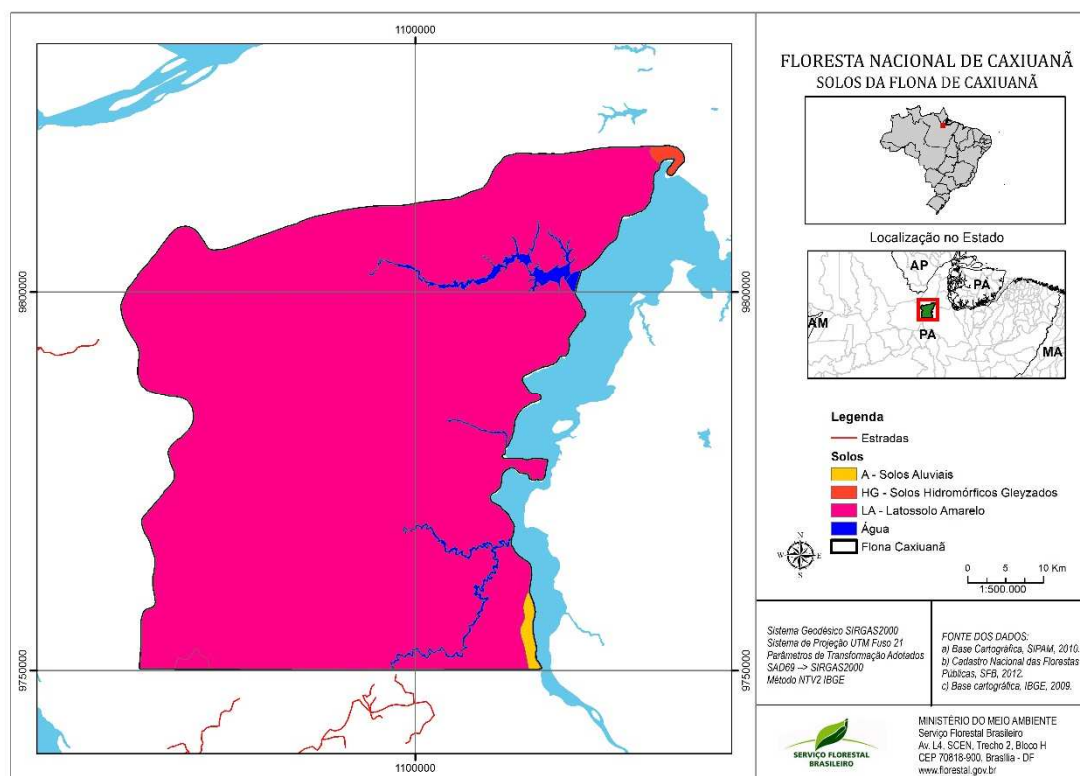 1100000
9800000
9800000
9750000
9750000
1100000
FLORESTA NACIONAL DE CAXIUANÃ
SOLOS DA FLONA DE CAXIUANÃ
Localização no Estado
AP
PA
AM
PA
MA
Legenda
Estradas
Solos
A - Solos Aluviais
HG - Solos Hidromórficos Gleyzados
LA - Latossolo Amarelo
Água
Flona Caxiuanã
N
W E
S
0 5 10 Km
1:500.000
Sistema Geodésico SIRGAS2000
Sistema de Projeção UTM Fuso 21
Parâmetros de Transformação Adotados
SAD69 --> SIRGAS2000
Método NTV2 IBGE
FONTE DOS DADOS:
a) Base Cartográfica, SIPAM, 2010.
b) Cadastro Nacional das Florestas
Públicas, SFB, 2012.
c) Base cartográfica, IBGE, 2009.
SERVIÇO FLORESTAL
BRASILEIRO
MINISTÉRIO DO MEIO AMBIENTE
Serviço Florestal Brasileiro
Av. L4, SCEN, Trecho 2, Bloco H
CEP 70818-900, Brasília - DF
www.florestal.gov.br